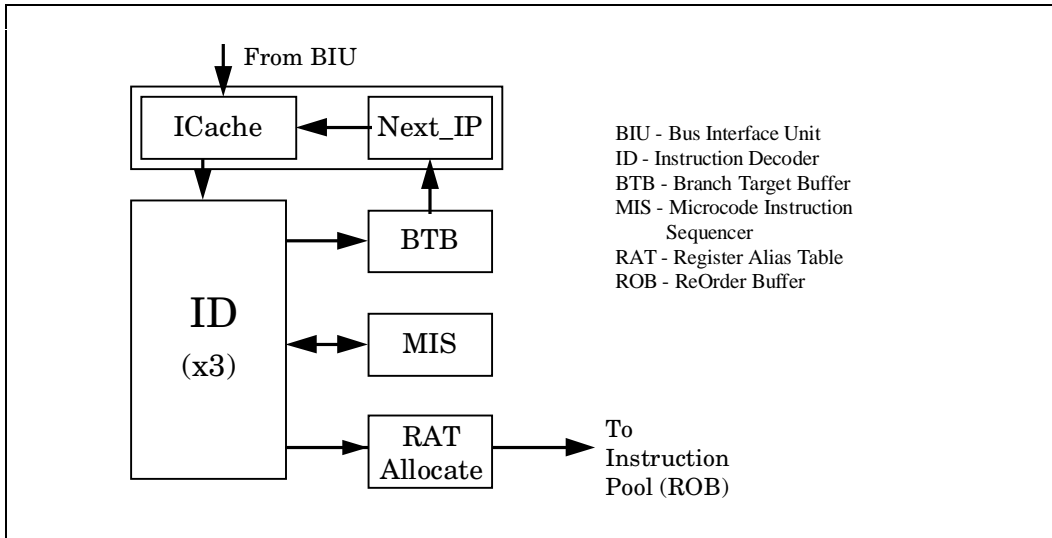 From BIU
ICache
Next_IP
BTB
ID
(x3)
MIS
RAT
Allocate
To
Instruction
Pool (ROB)
BIU - Bus Interface Unit
ID - Instruction Decoder
BTB - Branch Target Buffer
MIS - Microcode Instruction
Sequencer
RAT - Register Alias Table
ROB - ReOrder Buffer